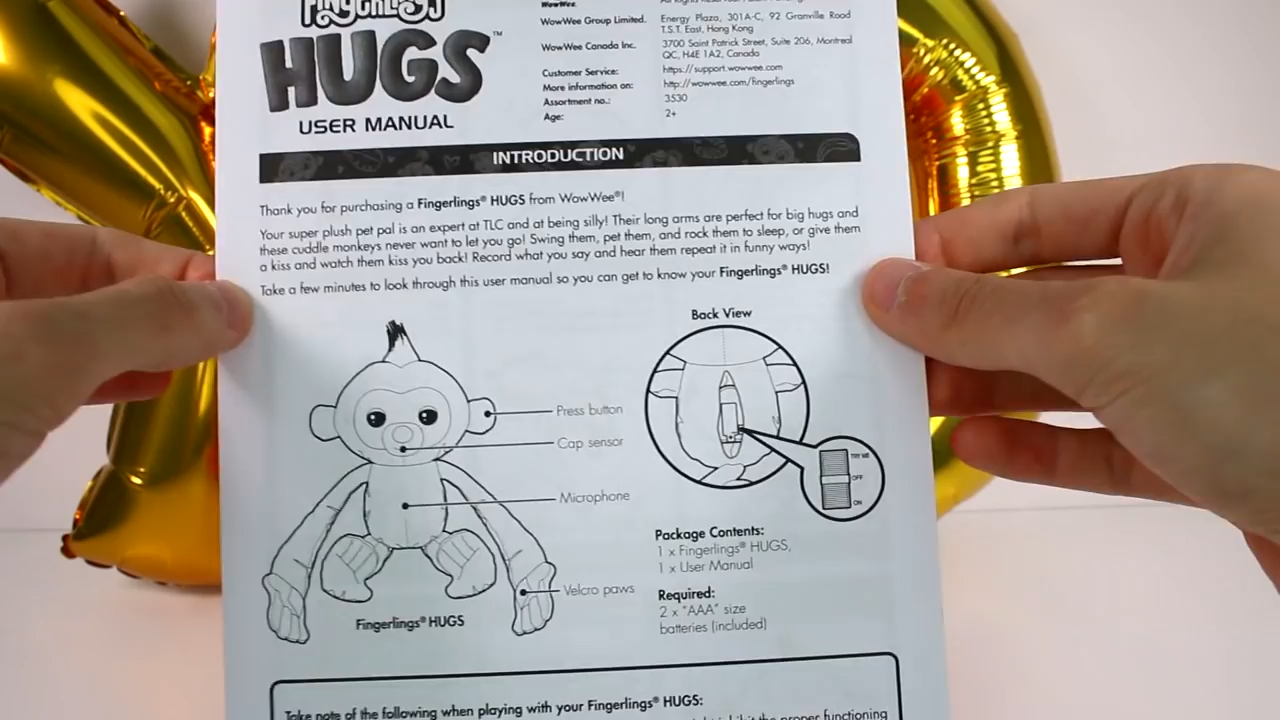 Fingerlings
HUGS™
USER MANUAL
WowWee
WowWee Group Limited.
Energy Plaza, 301A-C, 92 Granville Road
T.S.T. East, Hong Kong
WowWee Canada Inc.
3700 Saint Patrick Street, Suite 206, Montreal
QC, H4E 1A2, Canada
Customer Service:
https://support.wowwee.com
More information on:
http://wowwee.com/fingerlings
Assortment no.:
3530
Age:
2+
INTRODUCTION
Thank you for purchasing a Fingerlings® HUGS from WowWee®!
Your super plush pet pal is an expert at TLC and at being silly! Their long arms are perfect for big hugs and
these cuddle monkeys never want to let you go! Swing them, pet them, and rock them to sleep, or give them
a kiss and watch them kiss you back! Record what you say and hear them repeat it in funny ways!
Take a few minutes to look through this user manual so you can get to know your Fingerlings® HUGS!
Press button
Cap sensor
Microphone
Velcro paws
Fingerlings® HUGS
Back View
TRY ME
OFF
ON
Package Contents:
1 x Fingerlings® HUGS,
1 x User Manual
Required:
2 x "AAA" size
batteries (included)
Take note of the following when playing with your Fingerlings® HUGS:
the proper functioning